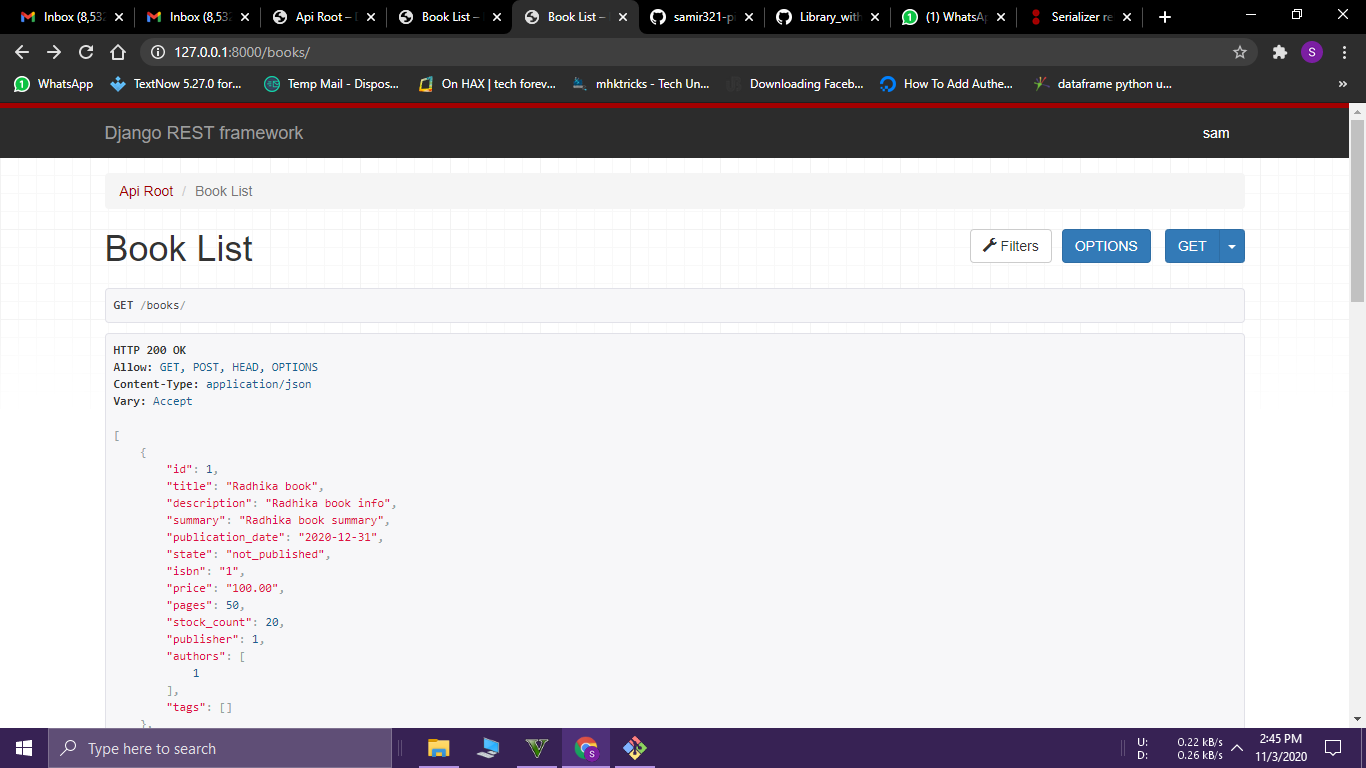 Inbox (8,53
Inbox (8,53
Api Root –
Book List –
Book List –
samir321-p
Library_with
(1) WhatsAp
Serializer re
127.0.0.1:8000/books/
S
WhatsApp
TextNow 5.27.0 for...
Temp Mail - Dispos...
On HAX | tech forev...
mhktricks - Tech Un...
Downloading Faceb...
How To Add Authe...
dataframe python u...
Django REST framework
sam
Api Root / Book List
Book List
Filters
OPTIONS
GET
GET /books/
HTTP 200 OK
Allow: GET, POST, HEAD, OPTIONS
Content-Type: application/json
Vary: Accept
[
{
"id": 1,
"title": "Radhika book",
"description": "Radhika book info",
"summary": "Radhika book summary",
"publication_date": "2020-12-31",
"state": "not_published",
"isbn": "1",
"price": "100.00",
"pages": 50,
"stock_count": 20,
"publisher": 1,
"authors": [
1
],
"tags": []
},
Type here to search
U: 0.22 kB/s
D: 0.26 kB/s
2:45 PM
11/3/2020